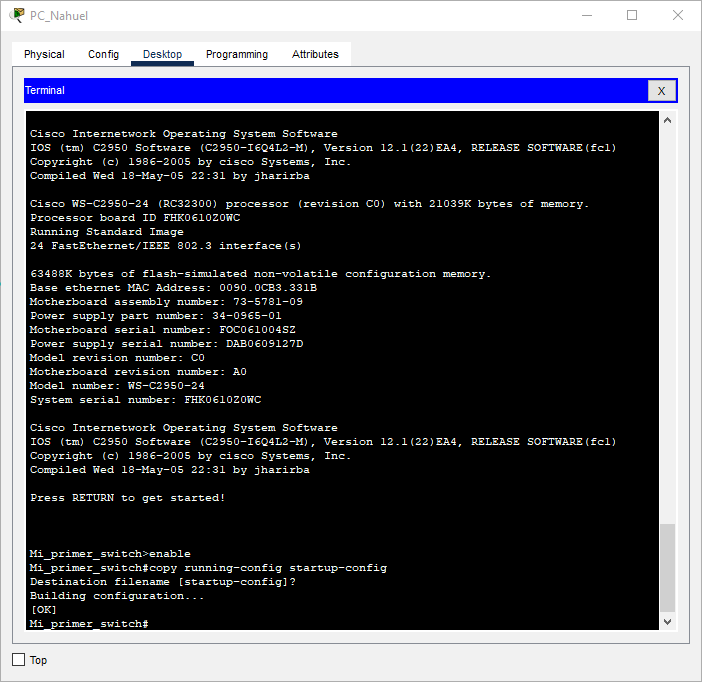 PC_Nahuel
Physical Config Desktop Programming Attributes
Terminal X
Cisco Internetwork Operating System Software
IOS (tm) C2950 Software (C2950-I6Q4L2-M), Version 12.1(22)EA4, RELEASE SOFTWARE(fc1)
Copyright (c) 1986-2005 by cisco Systems, Inc.
Compiled Wed 18-May-05 22:31 by jharirba
Cisco WS-C2950-24 (RC32300) processor (revision C0) with 21039K bytes of memory.
Processor board ID FHK0610Z0WC
Running Standard Image
24 FastEthernet/IEEE 802.3 interface(s)
63488K bytes of flash-simulated non-volatile configuration memory.
Base ethernet MAC Address: 0090.0CB3.331B
Motherboard assembly number: 73-5781-09
Power supply part number: 34-0965-01
Motherboard serial number: FOC061004SZ
Power supply serial number: DAB0609127D
Model revision number: C0
Motherboard revision number: A0
Model number: WS-C2950-24
System serial number: FHK0610Z0WC
Cisco Internetwork Operating System Software
IOS (tm) C2950 Software (C2950-I6Q4L2-M), Version 12.1(22)EA4, RELEASE SOFTWARE(fc1)
Copyright (c) 1986-2005 by cisco Systems, Inc.
Compiled Wed 18-May-05 22:31 by jharirba
Press RETURN to get started!
Mi_primer_switch>enable
Mi_primer_switch#copy running-config startup-config
Destination filename [startup-config]?
Building configuration...
[OK]
Mi_primer_switch#
Top